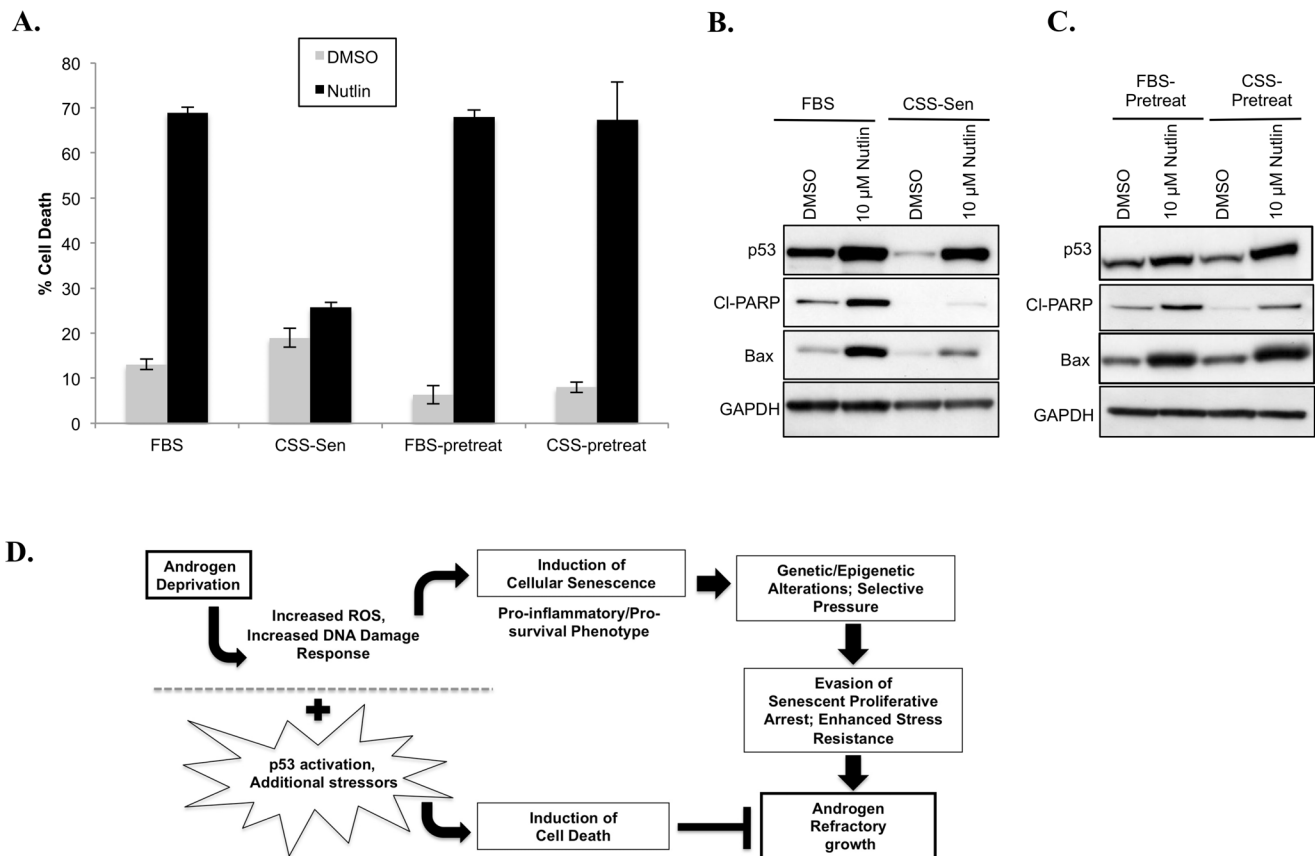 A.
DMSO
Nutlin
% Cell Death
80
70
60
50
40
30
20
10
0
FBS
CSS-Sen
FBS-pretreat
CSS-pretreat
B.
FBS
CSS-Sen
DMSO
10 µM Nutlin
DMSO
10 µM Nutlin
p53
Cl-PARP
Bax
GAPDH
C.
FBS-
Pretreat
CSS-
Pretreat
DMSO
10 µM Nutlin
DMSO
10 µM Nutlin
p53
Cl-PARP
Bax
GAPDH
D.
Androgen
Deprivation
Increased ROS,
Increased DNA Damage
Response
Induction of
Cellular Senescence
Pro-inflammatory/Pro-
survival Phenotype
Genetic/Epigenetic
Alterations; Selective
Pressure
Evasion of
Senescent Proliferative
Arrest; Enhanced Stress
Resistance
p53 activation,
Additional stressors
Induction of
Cell Death
Androgen
Refractory
growth